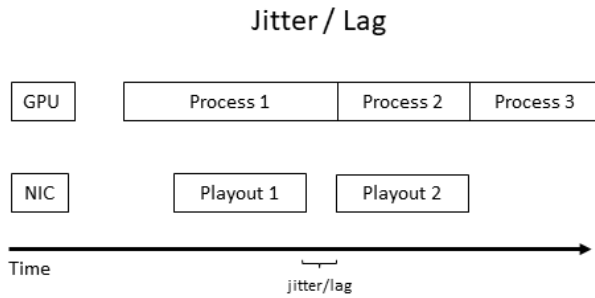 Jitter / Lag
GPU
Process 1
Process 2
Process 3
NIC
Playout 1
Playout 2
Time
jitter/lag